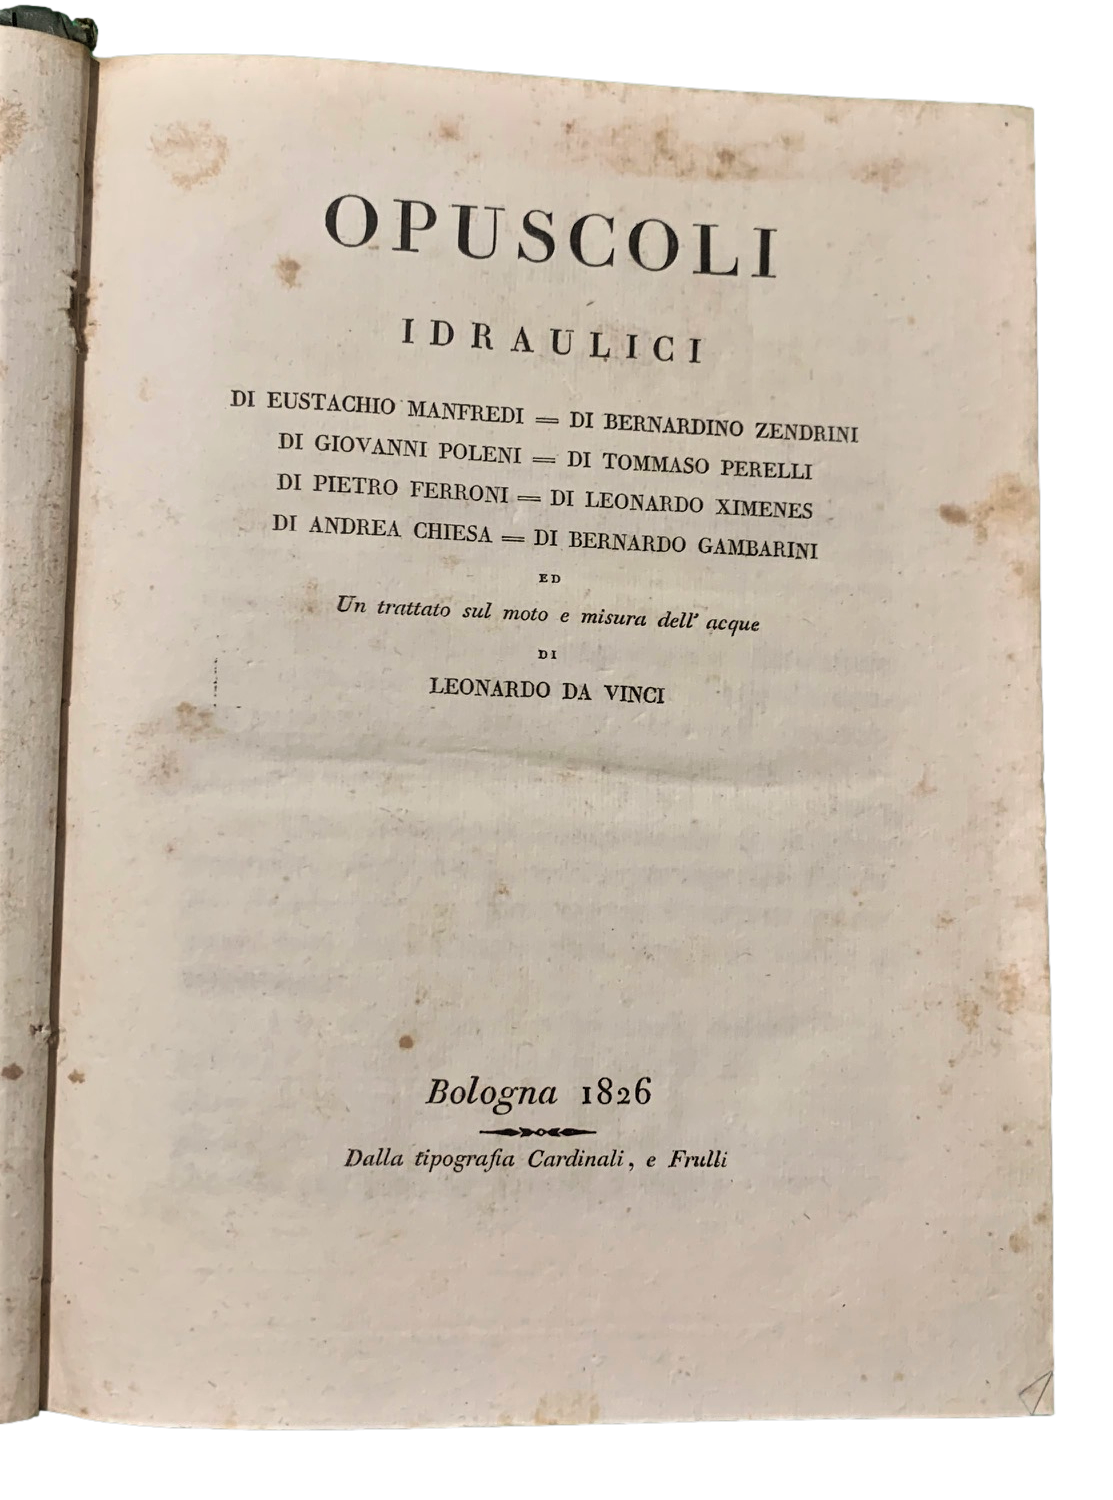 OPUSCOLI
IDRAULICI
DI EUSTACHIO MANFREDI = DI BERNARDINO ZENDRINI
DI GIOVANNI POLENI = DI TOMMASO PERELLI
DI PIETRO FERRONI = DI LEONARDO XIMENES
DI ANDREA CHIESA = DI BERNARDO GAMBARINI
ED
Un trattato sul moto e misura dell' acque
DI
LEONARDO DA VINCI
Bologna 1826
Dalla tipografia Cardinali, e Frulli